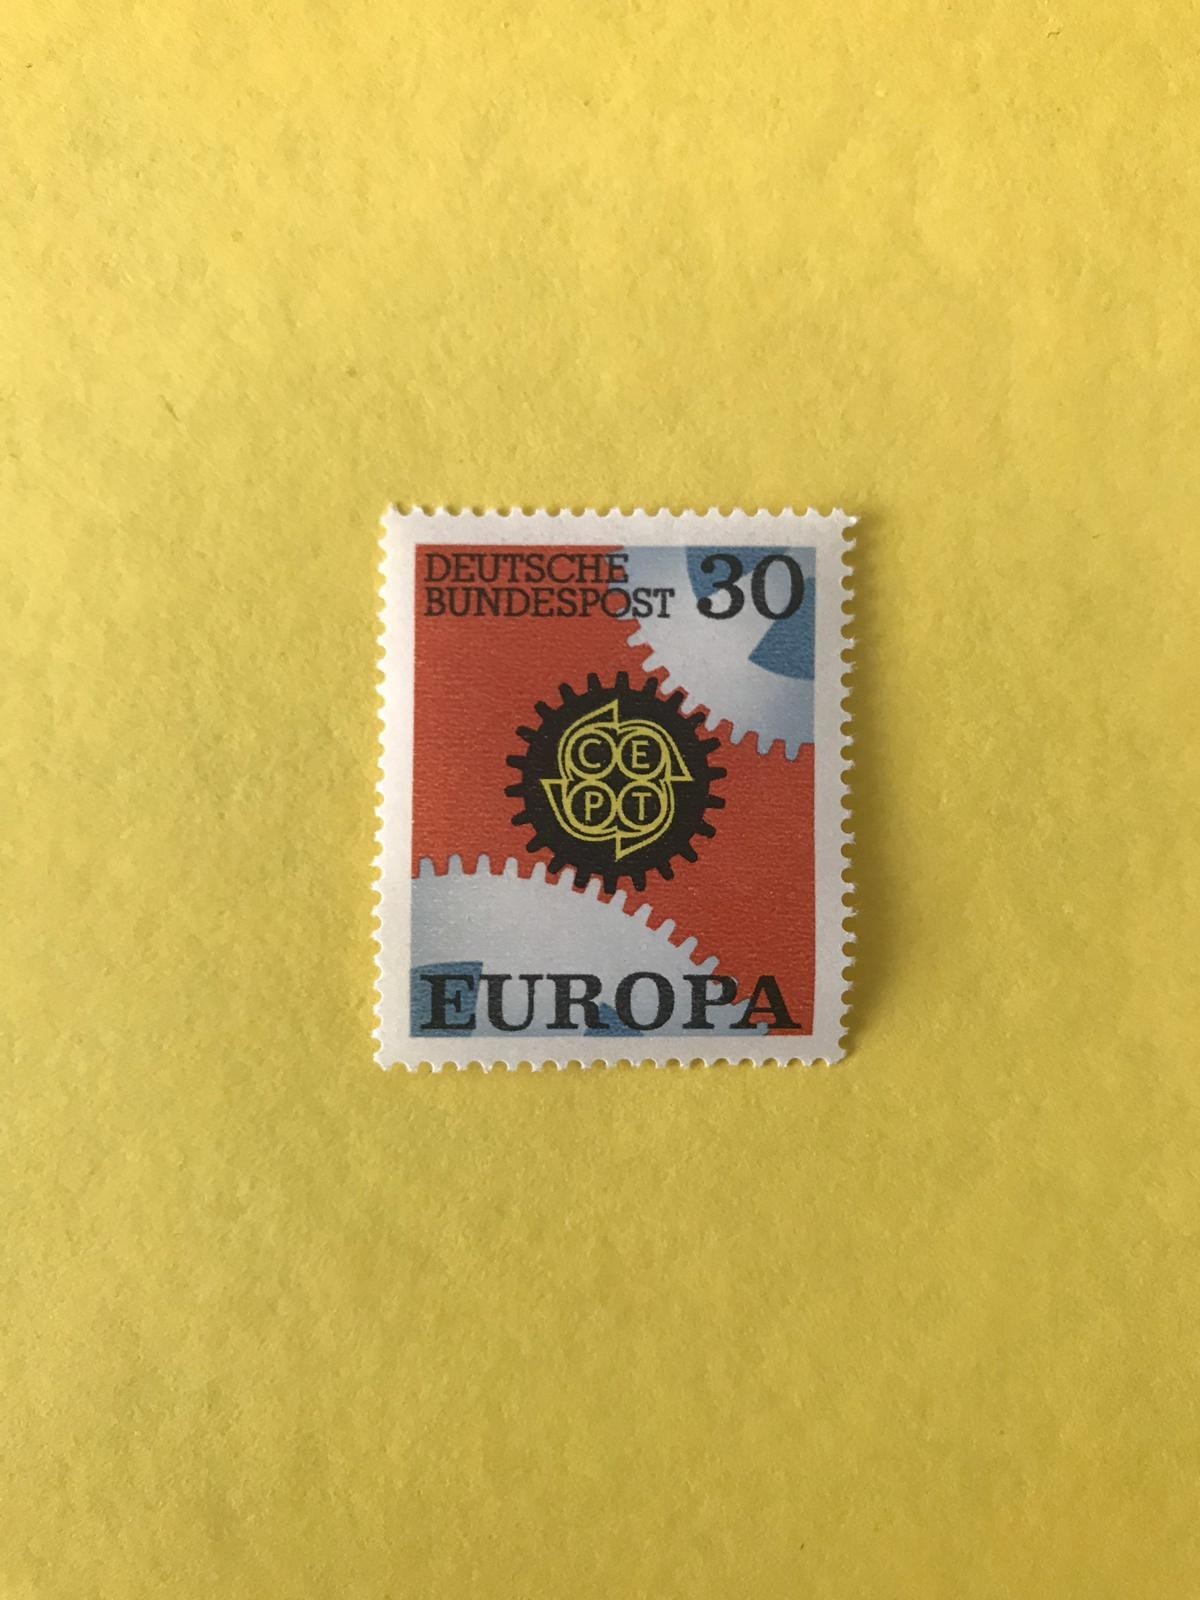 DEUTSCHE
BUNDESPOST 30
CE
PT
EUROPA